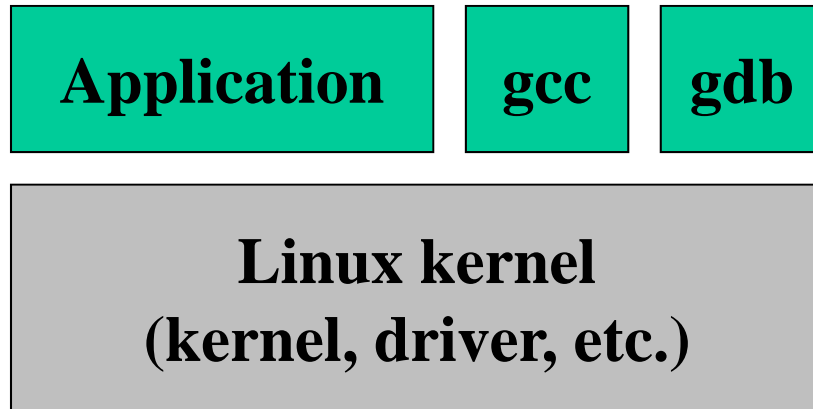 Application
gcc
gdb
Linux kernel
(kernel, driver, etc.)